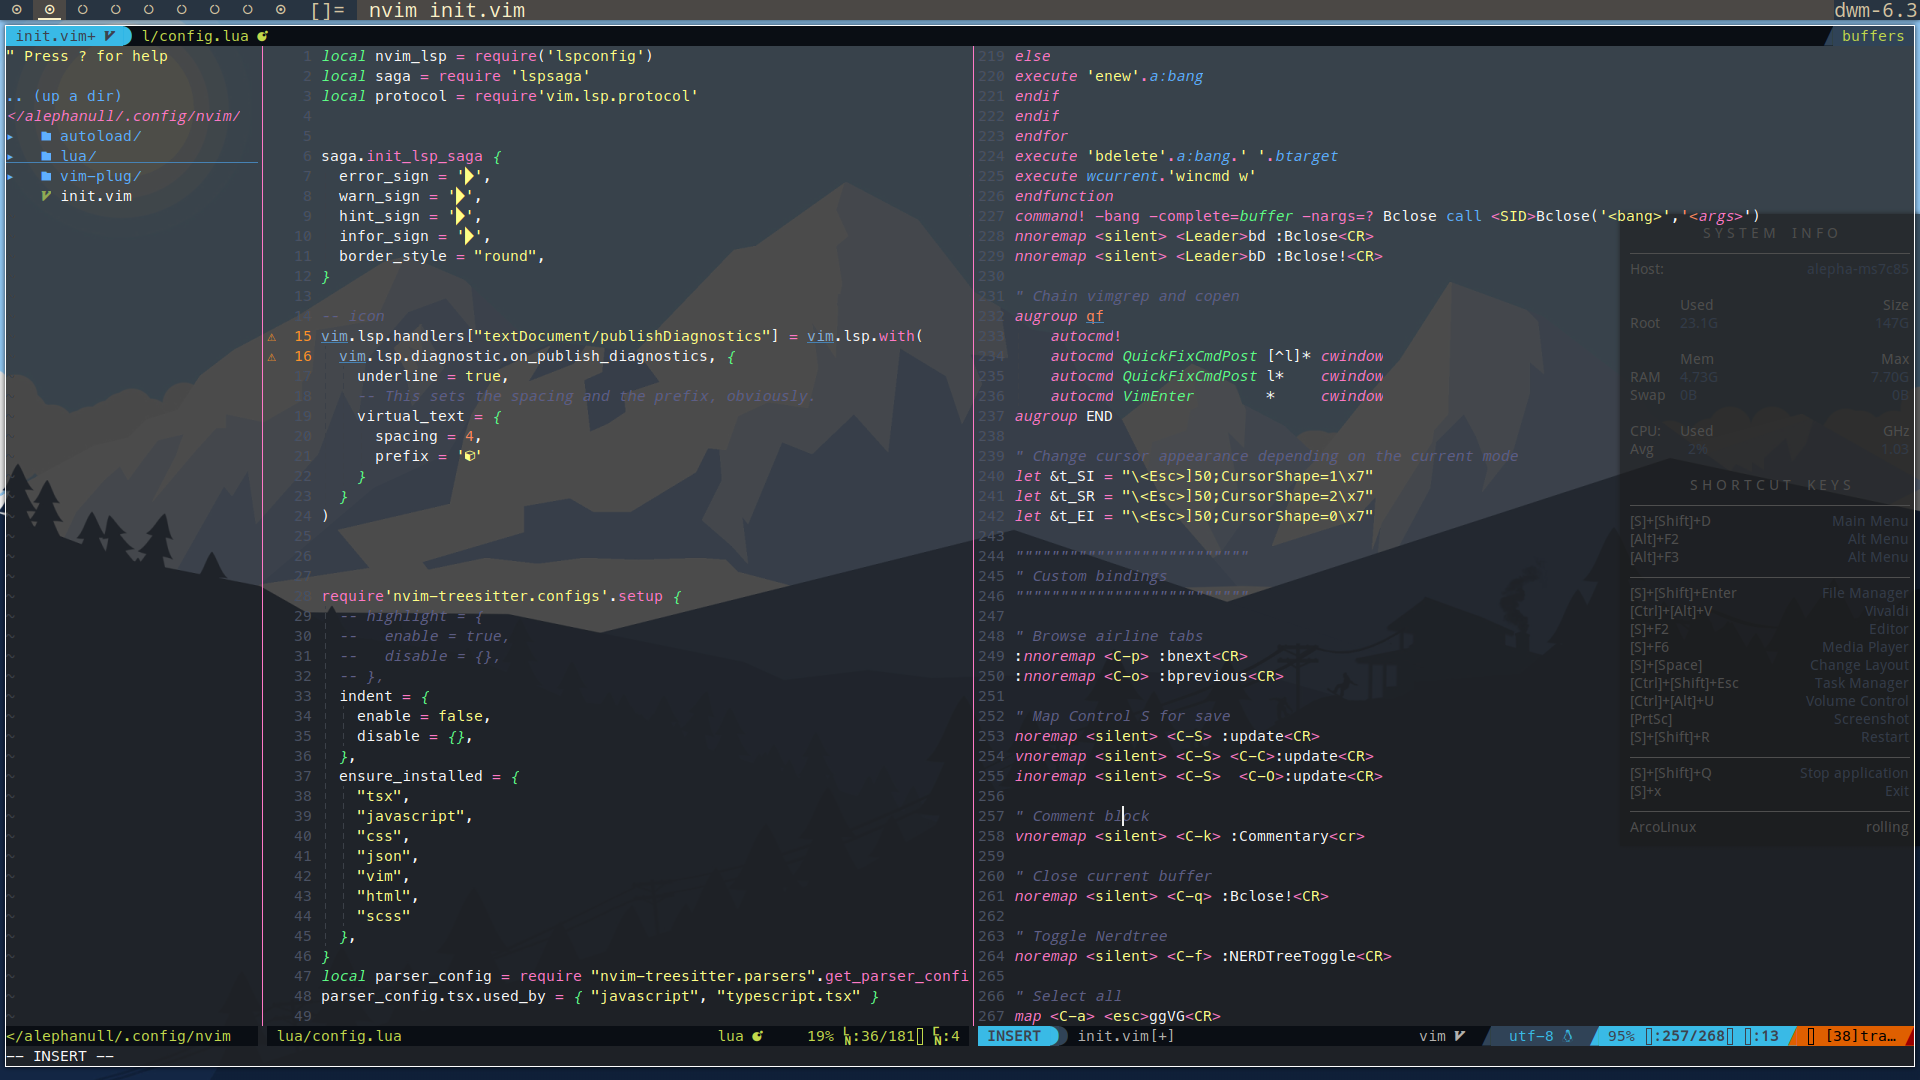 []= nvim init.vim dwm-6.3
init.vim+ l/config.lua buffers
" Press ? for help
.. (up a dir)
</alephanull/.config/nvim/
autoload/
lua/
vim-plug/
init.vim
1 local nvim_lsp = require('lspconfig')
2 local saga = require 'lspsaga'
3 local protocol = require'vim.lsp.protocol'
4
5
6 saga.init_lsp_saga {
7 error_sign = '',
8 warn_sign = '',
9 hint_sign = '',
10 infor_sign = '',
11 border_style = "round",
12 }
13
14 -- icon
15 vim.lsp.handlers["textDocument/publishDiagnostics"] = vim.lsp.with(
16 vim.lsp.diagnostic.on_publish_diagnostics, {
17 underline = true,
18 -- This sets the spacing and the prefix, obviously.
19 virtual_text = {
20 spacing = 4,
21 prefix = ''
22 }
23 }
24 )
25
26
27
28 require'nvim-treesitter.configs'.setup {
29 -- highlight = {
30 -- enable = true,
31 -- disable = {},
32 -- },
33 indent = {
34 enable = false,
35 disable = {},
36 },
37 ensure_installed = {
38 "tsx",
39 "javascript",
40 "css",
41 "json",
42 "vim",
43 "html",
44 "scss"
45 },
46 }
47 local parser_config = require "nvim-treesitter.parsers".get_parser_confi
48 parser_config.tsx.used_by = { "javascript", "typescript.tsx" }
49
219 else
220 execute 'enew'.a:bang
221 endif
222 endif
223 endfor
224 execute 'bdelete'.a:bang.' '.btarget
225 execute wcurrent.'wincmd w'
226 endfunction
227 command! -bang -complete=buffer -nargs=? Bclose call <SID>Bclose('<bang>','<args>')
228 nnoremap <silent> <Leader>bd :Bclose<CR>
229 nnoremap <silent> <Leader>bD :Bclose!<CR>
230
231 " Chain vimgrep and copen
232 augroup qf
233 autocmd!
234 autocmd QuickFixCmdPost [^l]* cwindow
235 autocmd QuickFixCmdPost l* cwindow
236 autocmd VimEnter * cwindow
237 augroup END
238
239 " Change cursor appearance depending on the current mode
240 let &t_SI = "\<Esc>]50;CursorShape=1\x7"
241 let &t_SR = "\<Esc>]50;CursorShape=2\x7"
242 let &t_EI = "\<Esc>]50;CursorShape=0\x7"
243
244 """"""""""""""""""""""""""
245 " Custom bindings
246 """"""""""""""""""""""""""
247
248 " Browse airline tabs
249 :nnoremap <C-p> :bnext<CR>
250 :nnoremap <C-o> :bprevious<CR>
251
252 " Map Control S for save
253 noremap <silent> <C-S> :update<CR>
254 vnoremap <silent> <C-S> <C-C>:update<CR>
255 inoremap <silent> <C-S> <C-O>:update<CR>
256
257 " Comment block
258 vnoremap <silent> <C-k> :Commentary<cr>
259
260 " Close current buffer
261 noremap <silent> <C-q> :Bclose!<CR>
262
263 " Toggle Nerdtree
264 noremap <silent> <C-f> :NERDTreeToggle<CR>
265
266 " Select all
267 map <C-a> <esc>ggVG<CR>
SYSTEM INFO
Host: alepha-ms7c85
Used Size
Root 23.1G 147G
Mem Max
RAM 4.73G 7.70G
Swap 0B 0B
CPU: Used GHz
Avg 2% 1.03
SHORTCUT KEYS
[S]+[Shift]+D Main Menu
[Alt]+F2 Alt Menu
[Alt]+F3 Alt Menu
[S]+[Shift]+Enter File Manager
[Ctrl]+[Alt]+V Vivaldi
[S]+F2 Editor
[S]+F6 Media Player
[S]+[Space] Change Layout
[Ctrl]+[Shift]+Esc Task Manager
[Ctrl]+[Alt]+U Volume Control
[PrtSc] Screenshot
[S]+[Shift]+R Restart
[S]+[Shift]+Q Stop application
[S]+x Exit
ArcoLinux rolling
</alephanull/.config/nvim lua/config.lua lua 19% LN:36/181 :4 INSERT init.vim[+] vim utf-8 95% :257/268 :13 [38]tra…
-- INSERT --